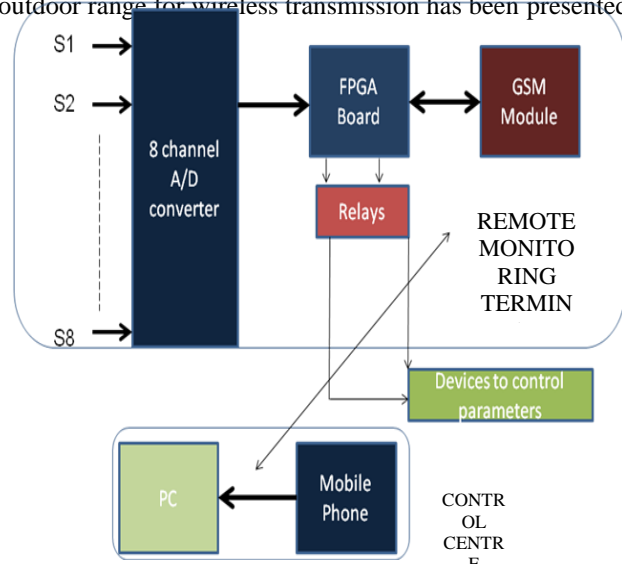 outdoor range for wireless transmission has been presented
S1
S2
S8
8 channel
A/D
converter
FPGA
Board
GSM
Module
Relays
REMOTE
MONITO
RING
TERMIN
Devices to control
parameters
PC
Mobile
Phone
CONTR
OL
CENTR
E